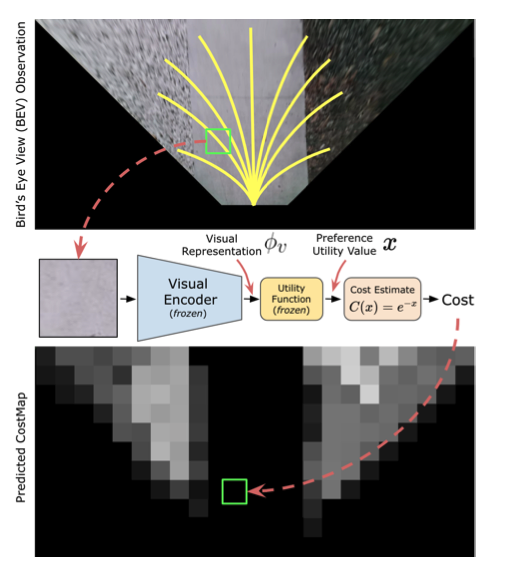 Bird's Eye View (BEV) Observation
Visual
Representation ϕv
Preference
Utility Value x
Visual
Encoder
(frozen)
Utility
Function
(frozen)
Cost Estimate
C(x) = e^{-x}
Cost
Predicted CostMap